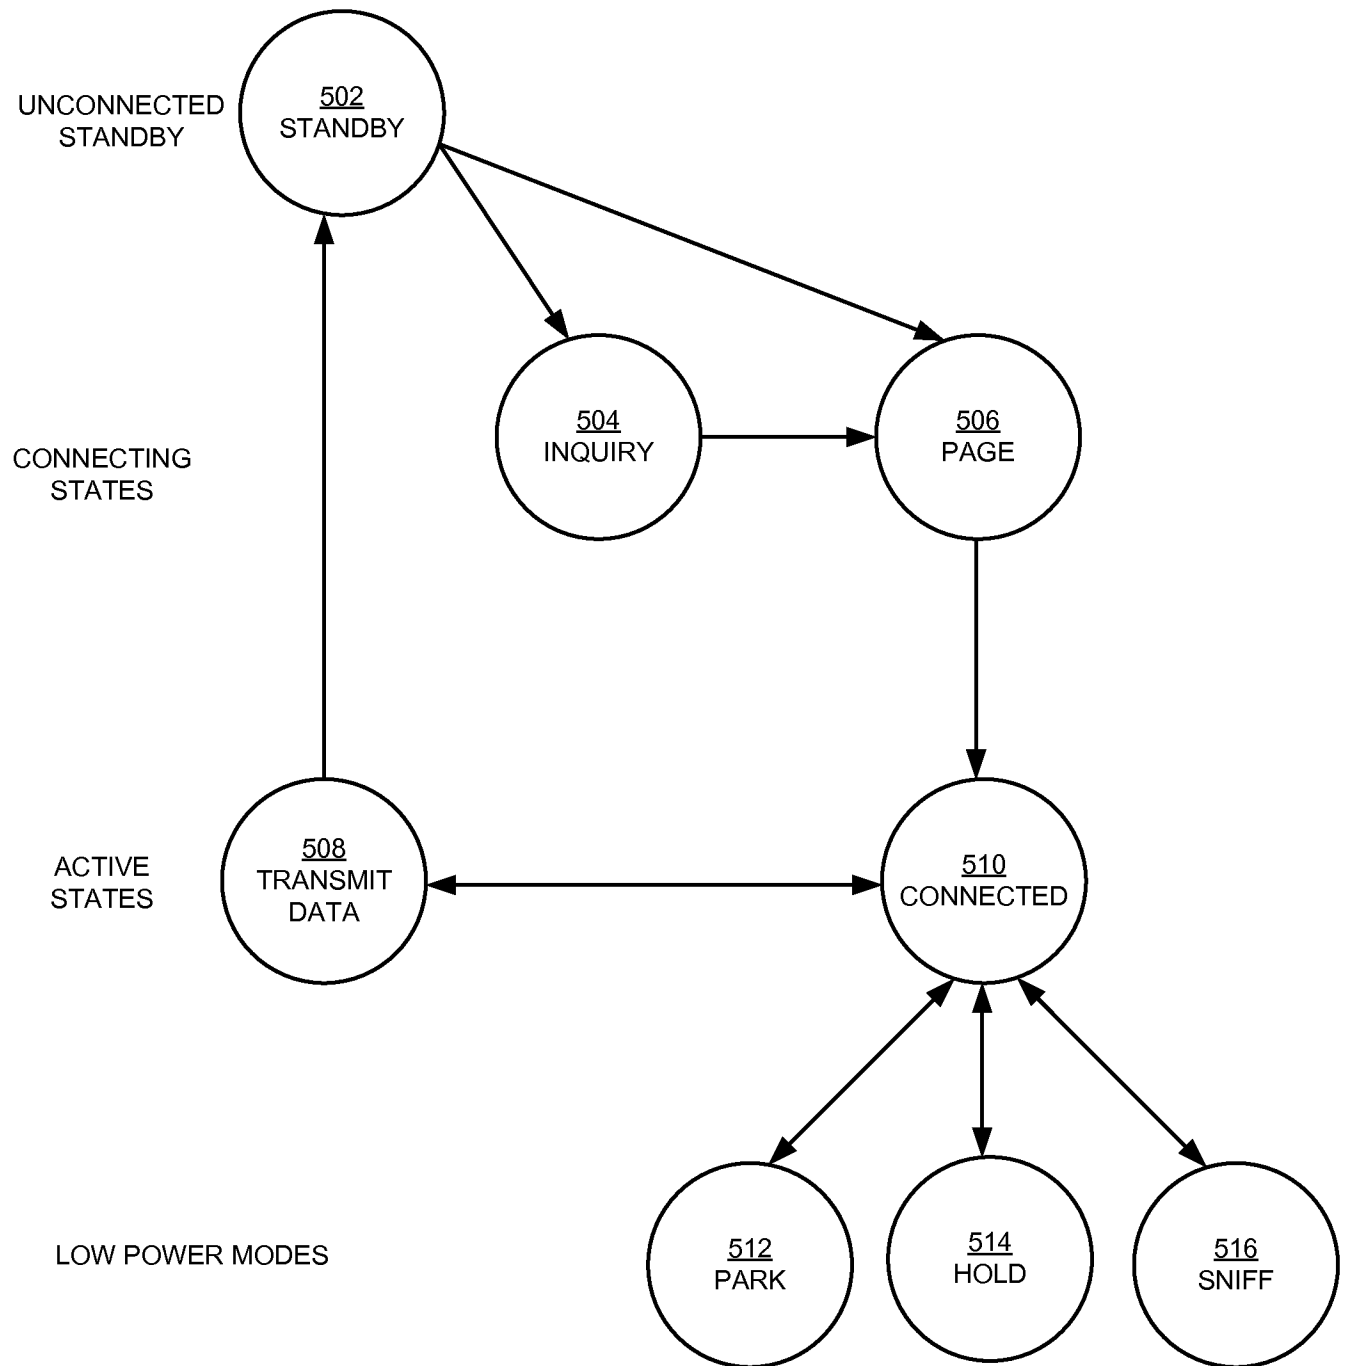 UNCONNECTED
STANDBY
502
STANDBY
504
INQUIRY
506
PAGE
CONNECTING
STATES
ACTIVE
STATES
508
TRANSMIT
DATA
510
CONNECTED
LOW POWER MODES
512
PARK
514
HOLD
516
SNIFF